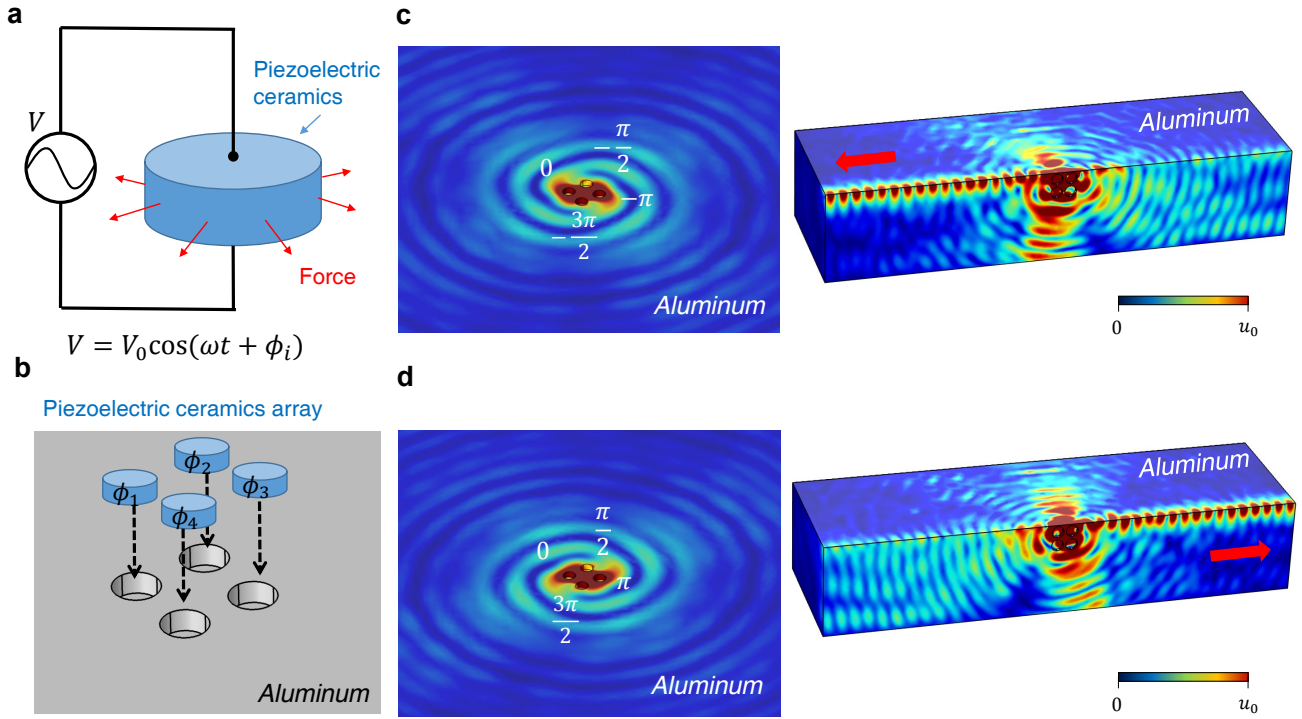 a
Piezoelectric
ceramics
V
Force
V = V₀cos(ωt + ϕᵢ)
b
Piezoelectric ceramics array
ϕ₁
ϕ₂
ϕ₃
ϕ₄
Aluminum
c
0
−π/2
−π
−3π/2
Aluminum
Aluminum
0
u₀
d
0
π/2
π
3π/2
Aluminum
Aluminum
0
u₀